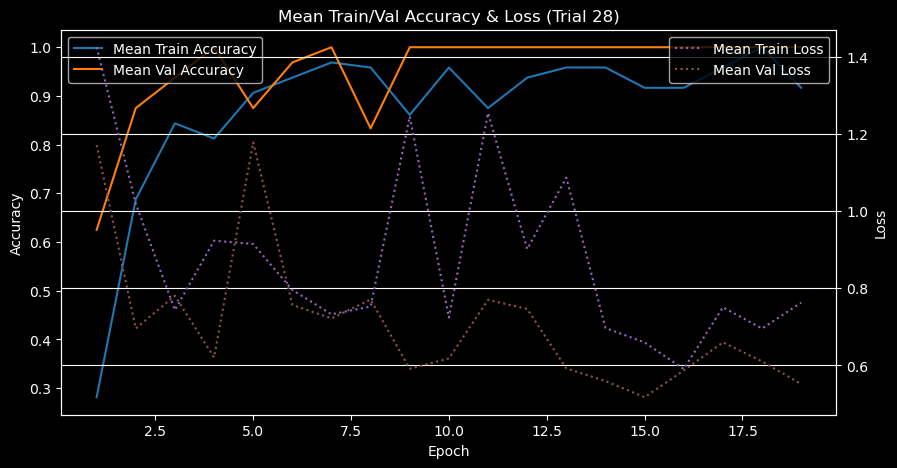 Mean Train/Val Accuracy & Loss (Trial 28)
Mean Train Accuracy
Mean Val Accuracy
Mean Train Loss
Mean Val Loss
1.0
0.9
0.8
0.7
0.6
0.5
0.4
0.3
Accuracy
1.4
1.2
1.0
0.8
0.6
Loss
2.5 5.0 7.5 10.0 12.5 15.0 17.5
Epoch